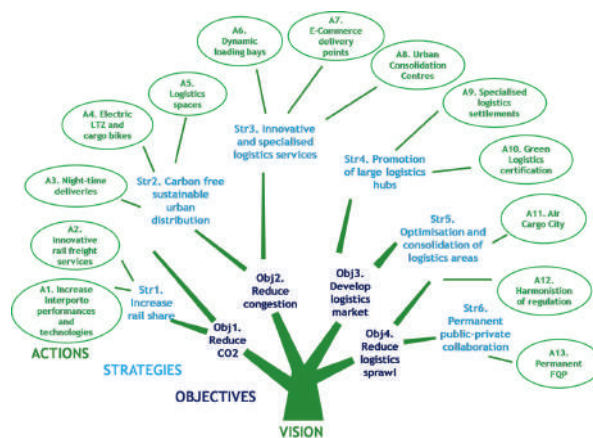 A6.
Dynamic
loading bays
A7.
E-Commerce
delivery
points
A8. Urban
Consolidation
Centres
A5.
Logistics
spaces
A9. Specialised
logistics
settlements
A4. Electric
LTZ and
cargo bikes
Str3. Innovative
and specialised
logistics services
Str4. Promotion
of large logistics
hubs
A10. Green
Logistics
certification
A3. Night-time
deliveries
Str2. Carbon free
sustainable
urban
distribution
A11. Air
Cargo City
Str5.
Optimisation and
consolidation of
logistics areas
A2.
Innovative
rail freight
services
A1. Increase
Interporto
performances
and
technologies
Str1.
Increase
rail share
Obj2.
Reduce
congestion
Obj3.
Develop
logistics
market
A12.
Harmonistion
of regulation
Obj1.
Reduce
CO2
Obj4.
Reduce
logistics
sprawl
Str6.
Permanent
public-private
collaboration
A13.
Permanent
FQP
ACTIONS
STRATEGIES
OBJECTIVES
VISION